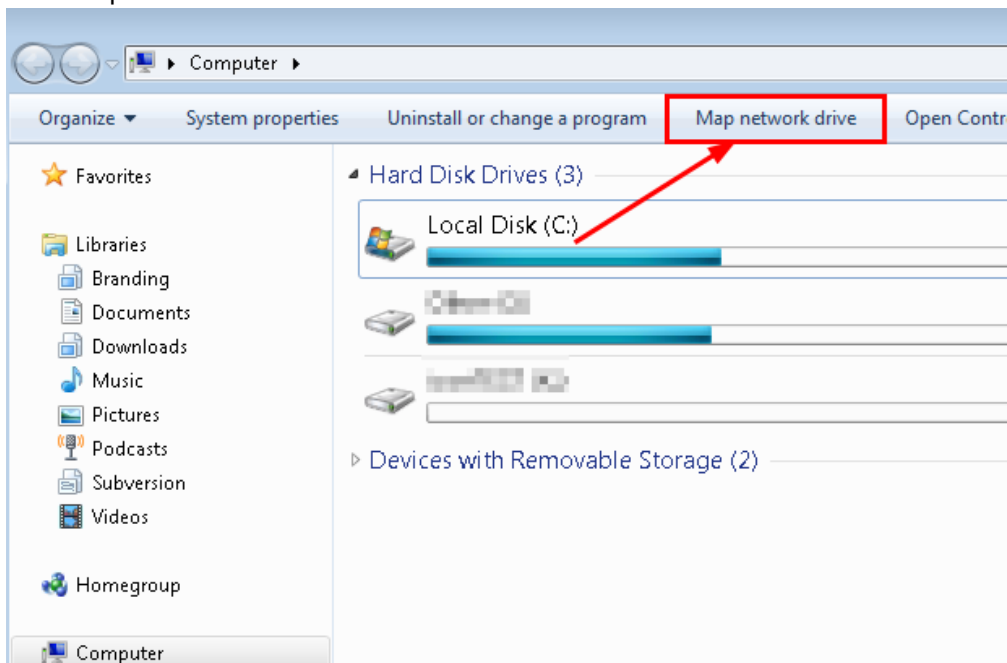 Computer
Organize
System properties
Uninstall or change a program
Map network drive
Open Contr
Favorites
Libraries
Branding
Documents
Downloads
Music
Pictures
Podcasts
Subversion
Videos
Homegroup
Computer
Hard Disk Drives (3)
Local Disk (C:)
Devices with Removable Storage (2)